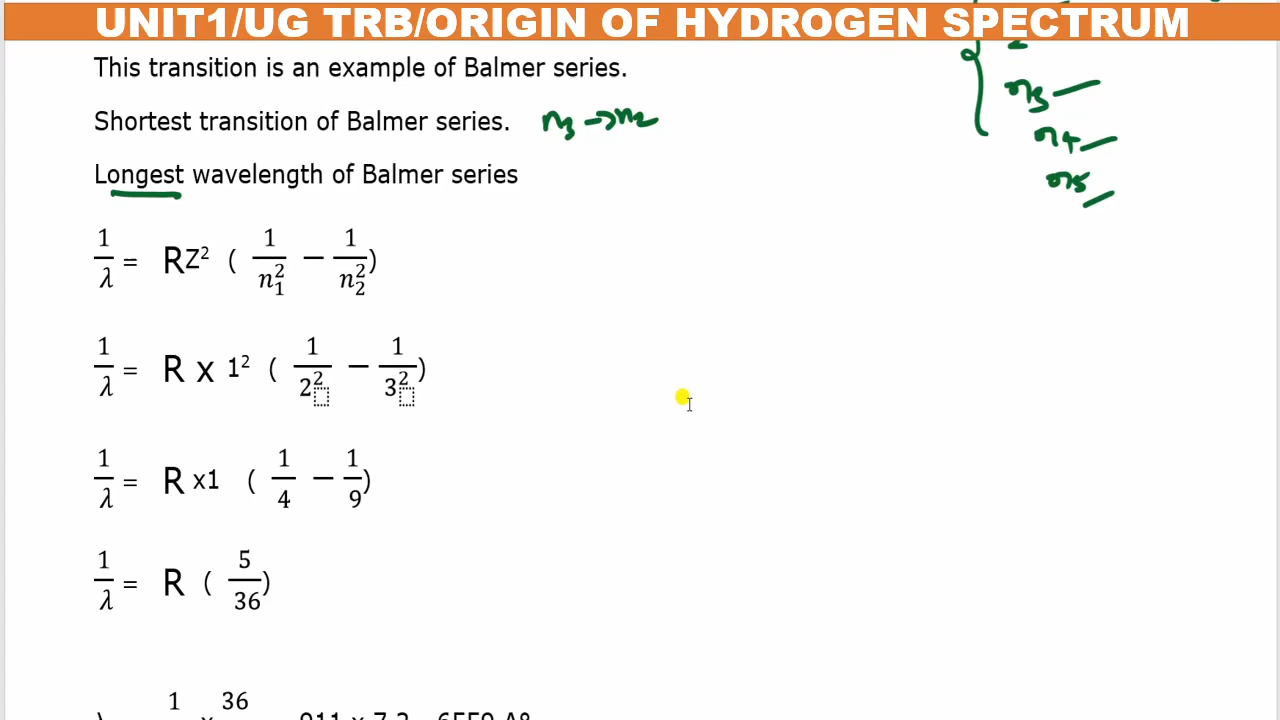 UNIT1/UG TRB/ORIGIN OF HYDROGEN SPECTRUM
This transition is an example of Balmer series.
n3
Shortest transition of Balmer series. n3 → n2
n4
Longest wavelength of Balmer series
n5
1/λ = RZ² ( 1/n₁² − 1/n₂² )
1/λ = R x 1² ( 1/2² − 1/3² )
1/λ = R x1 ( 1/4 − 1/9 )
1/λ = R ( 5/36 )
1 x 36